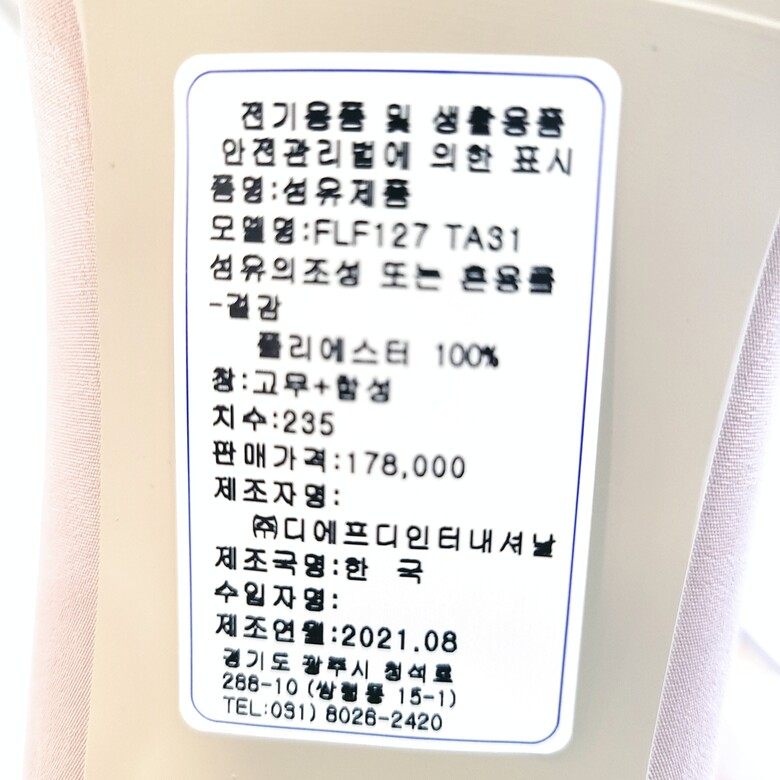 전기용품 및 생활용품
안전관리법에 의한 표시
품명:섬유제품
모델명:FLF127 TA31
섬유의조성 또는 혼용률
-겉감
폴리에스터 100%
창:고무+합성
치수:235
판매가격:178,000
제조자명:
㈜디에프디인터내셔날
제조국명:한 국
수입자명:
제조연월:2021.08
경기도 광주시 청석로
286-10 (쌍령동 15-1)
TEL:031) 8026-2420